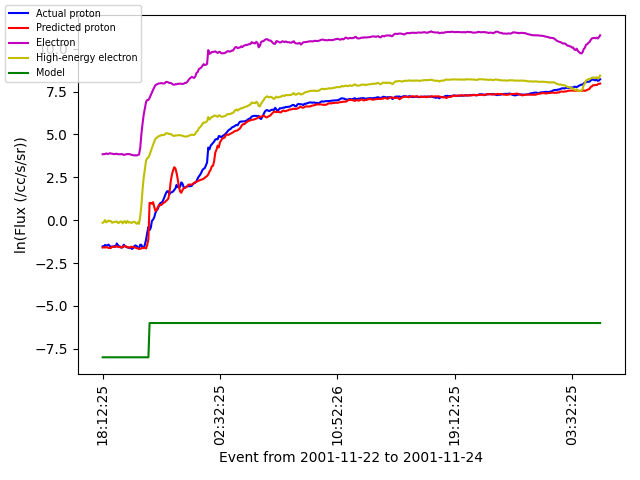 Actual proton
Predicted proton
Electron
High-energy electron
Model
10.0
7.5
5.0
2.5
0.0
−2.5
−5.0
−7.5
ln(Flux (/cc/s/sr))
18:12:25
02:32:25
10:52:26
19:12:25
03:32:25
Event from 2001-11-22 to 2001-11-24